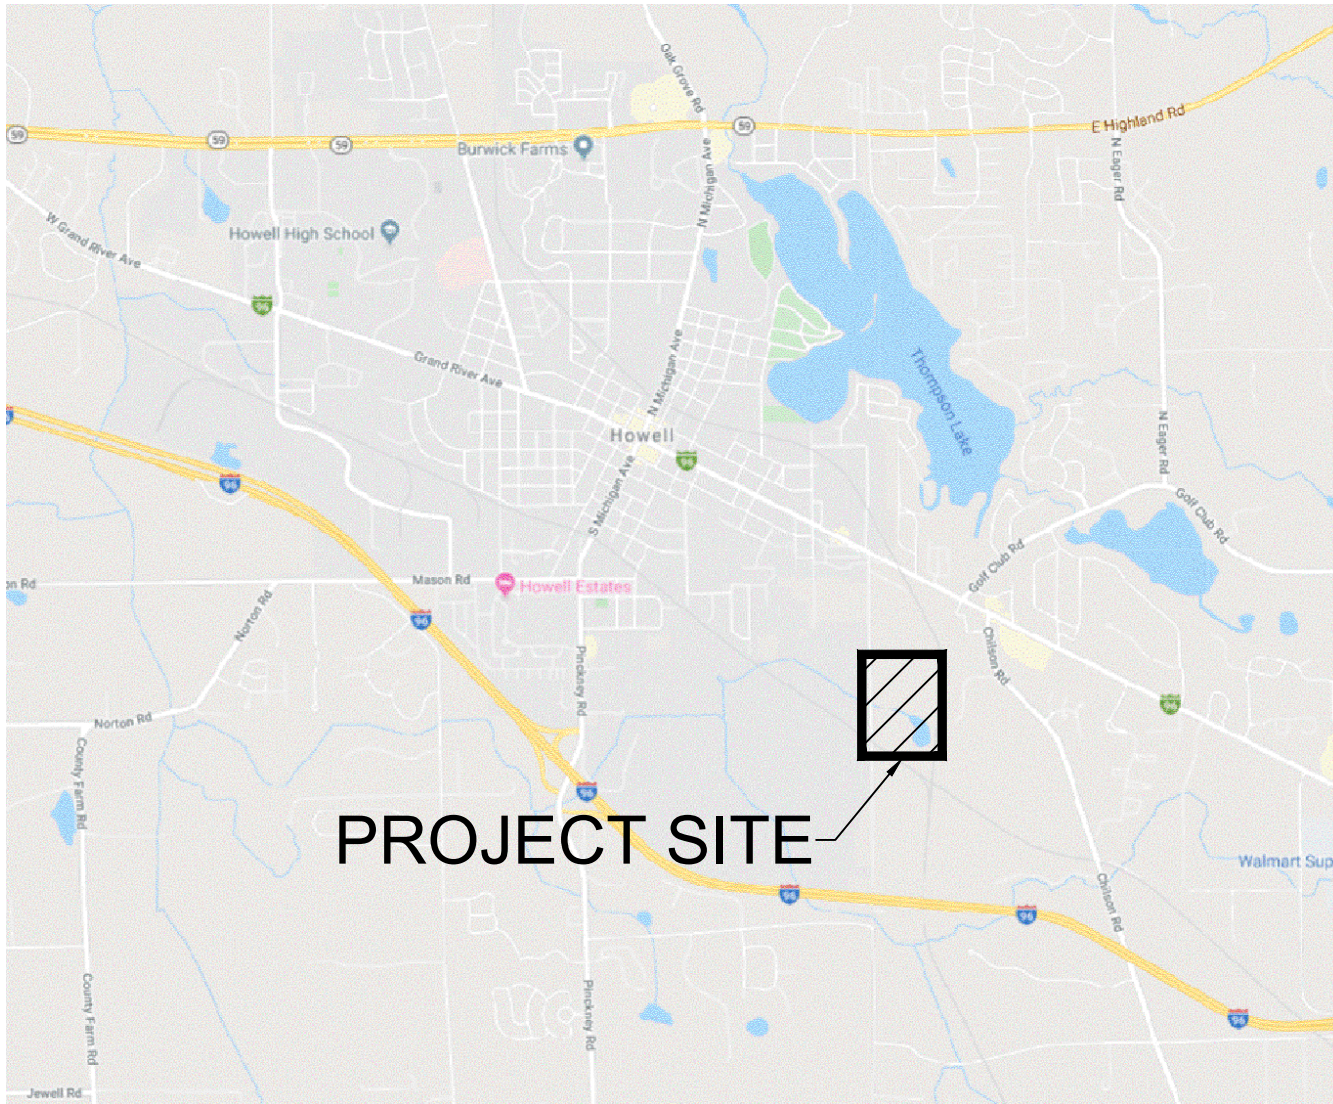 Oak Grove Rd
E Highland Rd
59
59
59
59
Burwick Farms
N Michigan Ave
N Eager Rd
W Grand River Ave
Howell High School
96
Grand River Ave
N Michigan Ave
Thompson Lake
Howell
96
N Eager Rd
96
S Michigan Ave
Golf Club Rd
Golf Club Rd
Mason Rd
Howell Estates
on Rd
Norton Rd
96
Chilson Rd
Pinckney Rd
Norton Rd
96
County Farm Rd
96
PROJECT SITE
Walmart Sup
96
Chilson Rd
96
County Farm Rd
Pinckney Rd
96
Jewell Rd